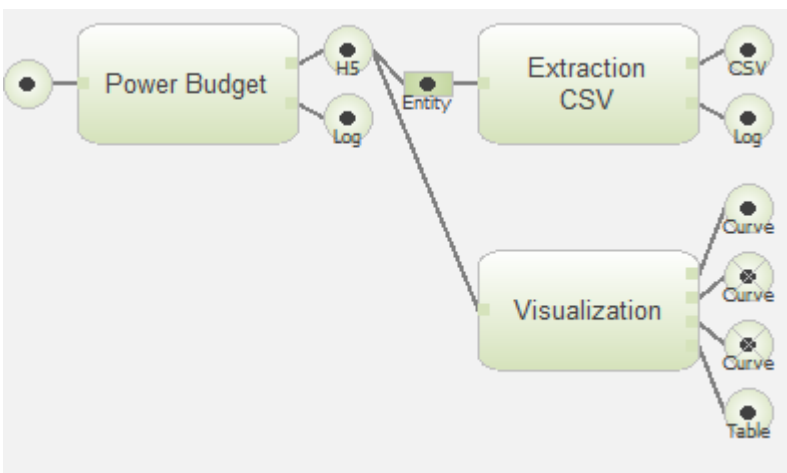 Power Budget
H5
Log
Entity
Extraction
CSV
CSV
Log
Visualization
Curve
Curve
Curve
Table